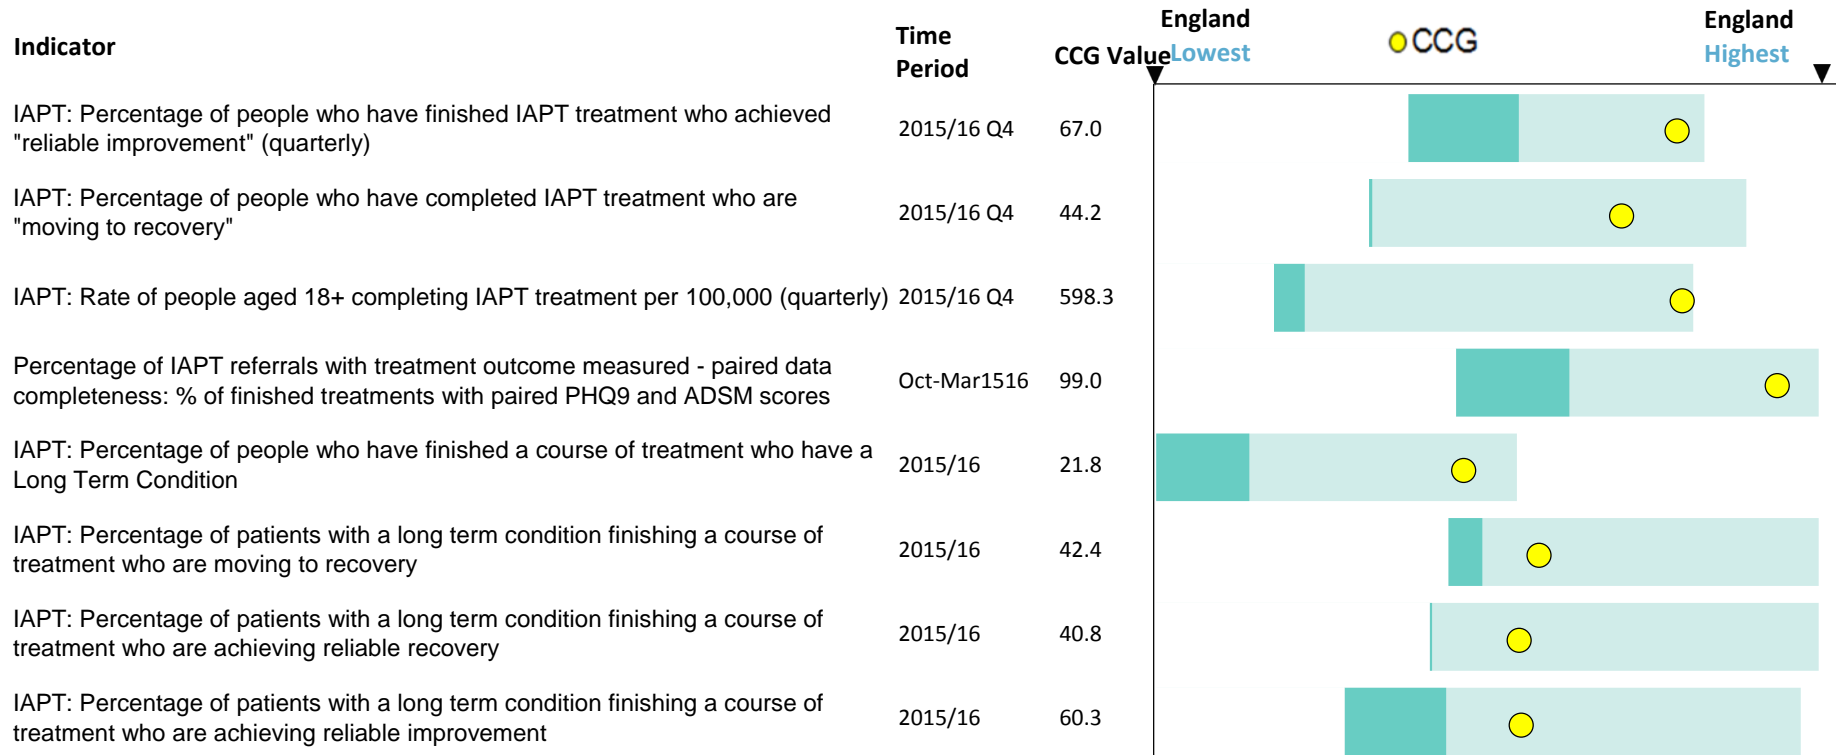 Indicator
Time
Period
CCG Value
England
Lowest
CCG
England
Highest
IAPT: Percentage of people who have finished IAPT treatment who achieved
"reliable improvement" (quarterly)
2015/16 Q4
67.0
IAPT: Percentage of people who have completed IAPT treatment who are
"moving to recovery"
2015/16 Q4
44.2
IAPT: Rate of people aged 18+ completing IAPT treatment per 100,000 (quarterly)
2015/16 Q4
598.3
Percentage of IAPT referrals with treatment outcome measured - paired data
completeness: % of finished treatments with paired PHQ9 and ADSM scores
Oct-Mar1516
99.0
IAPT: Percentage of people who have finished a course of treatment who have a
Long Term Condition
2015/16
21.8
IAPT: Percentage of patients with a long term condition finishing a course of
treatment who are moving to recovery
2015/16
42.4
IAPT: Percentage of patients with a long term condition finishing a course of
treatment who are achieving reliable recovery
2015/16
40.8
IAPT: Percentage of patients with a long term condition finishing a course of
treatment who are achieving reliable improvement
2015/16
60.3